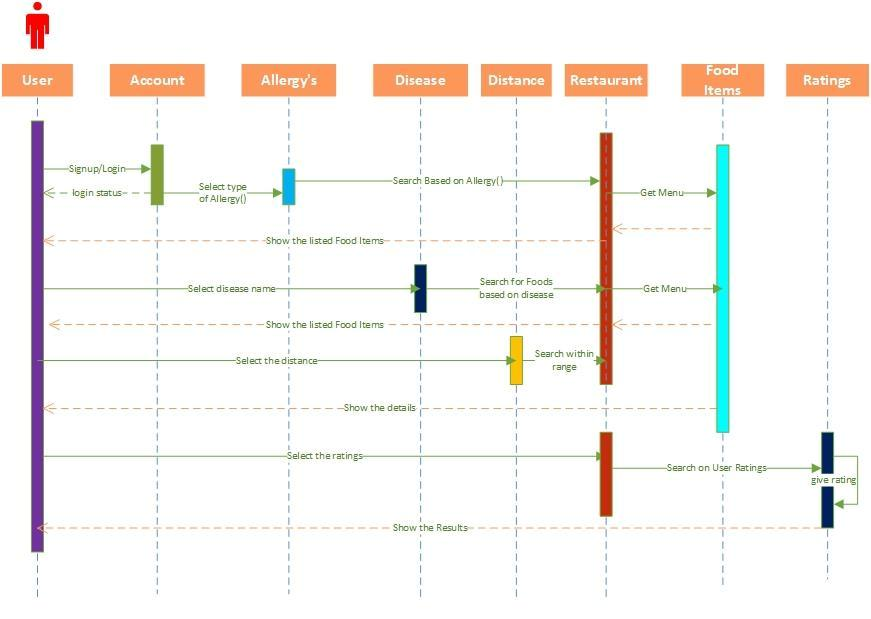 User
Account
Allergy's
Disease
Distance
Restaurant
Food
Items
Ratings
Signup/Login
login status
Select type
of Allergy()
Search Based on Allergy()
Get Menu
Show the listed Food Items
Select disease name
Search for Foods
based on disease
Get Menu
Show the listed Food Items
Select the distance
Search within
range
Show the details
Select the ratings
Search on User Ratings
give rating
Show the Results